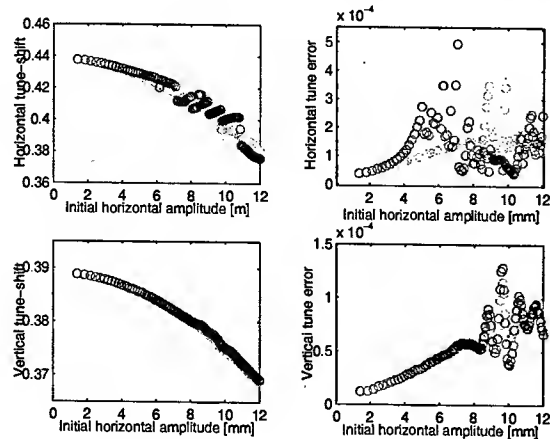 0.46
0.44
0.42
0.4
0.38
0.36
0 2 4 6 8 10 12
Horizontal tune-shift
Initial horizontal amplitude [m]
x 10⁻⁴
5
4
3
2
1
0
0 2 4 6 8 10 12
Horizontal tune error
Initial horizontal amplitude [mm]
0.39
0.38
0.37
0 2 4 6 8 10 12
Vertical tune-shift
Initial horizontal amplitude [mm]
x 10⁻⁴
1.5
1
0.5
0
0 2 4 6 8 10 12
Vertical tune error
Initial horizontal amplitude [mm]